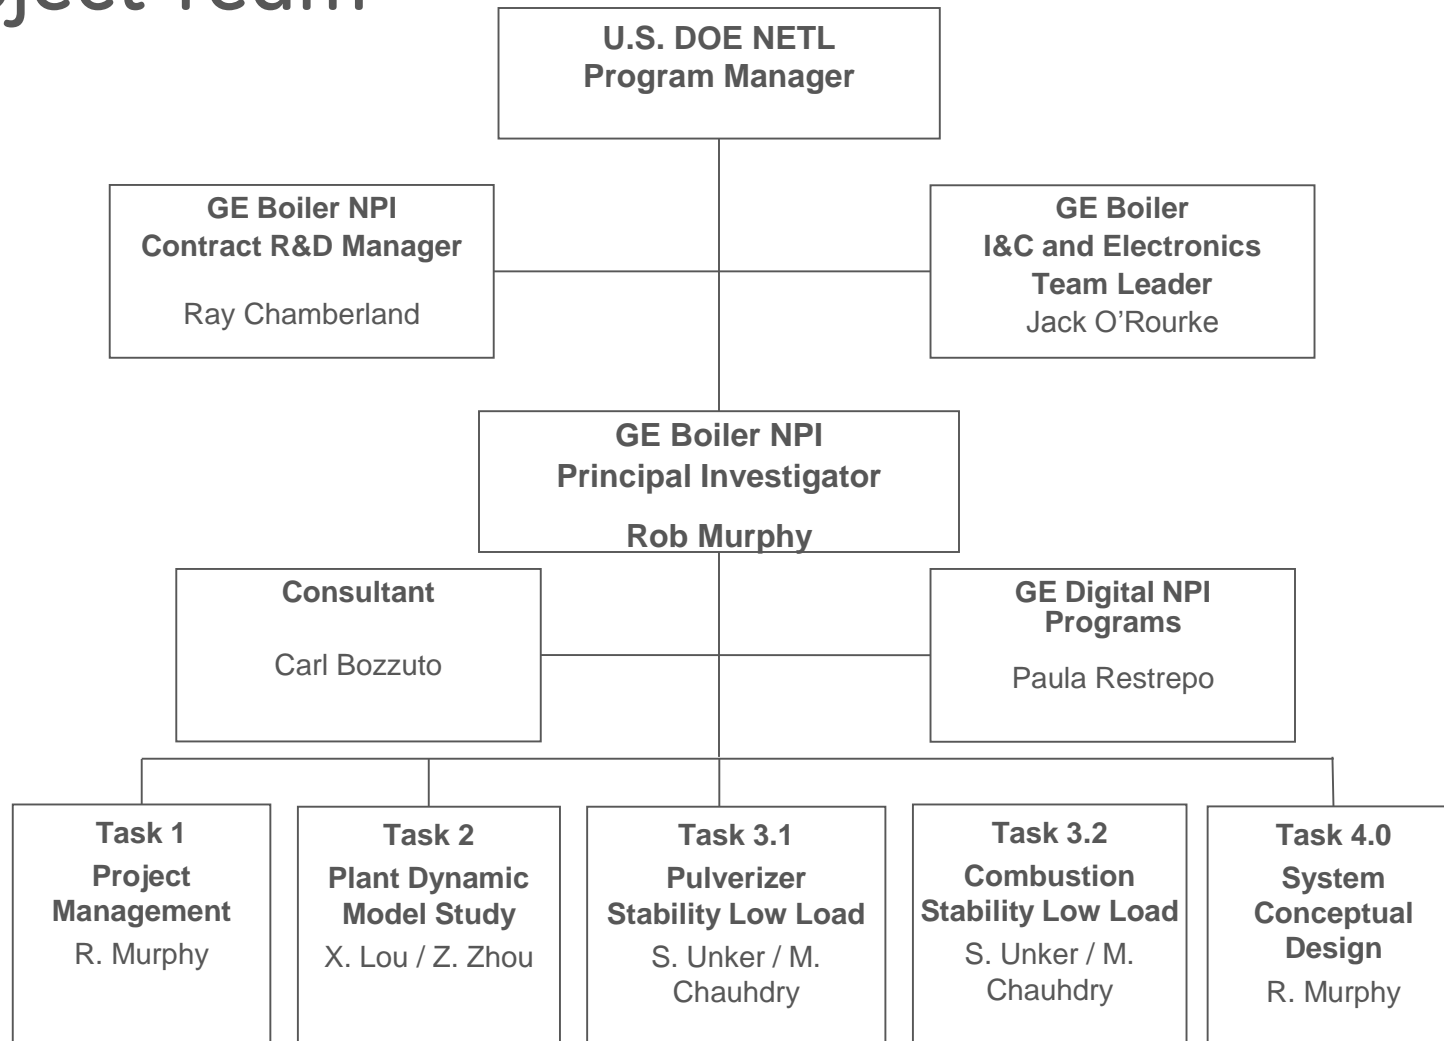 oject Team
U.S. DOE NETL
Program Manager
GE Boiler NPI
Contract R&D Manager
Ray Chamberland
GE Boiler
I&C and Electronics
Team Leader
Jack O’Rourke
GE Boiler NPI
Principal Investigator
Rob Murphy
Consultant
Carl Bozzuto
GE Digital NPI
Programs
Paula Restrepo
Task 1
Project
Management
R. Murphy
Task 2
Plant Dynamic
Model Study
X. Lou / Z. Zhou
Task 3.1
Pulverizer
Stability Low Load
S. Unker / M.
Chauhdry
Task 3.2
Combustion
Stability Low Load
S. Unker / M.
Chauhdry
Task 4.0
System
Conceptual
Design
R. Murphy